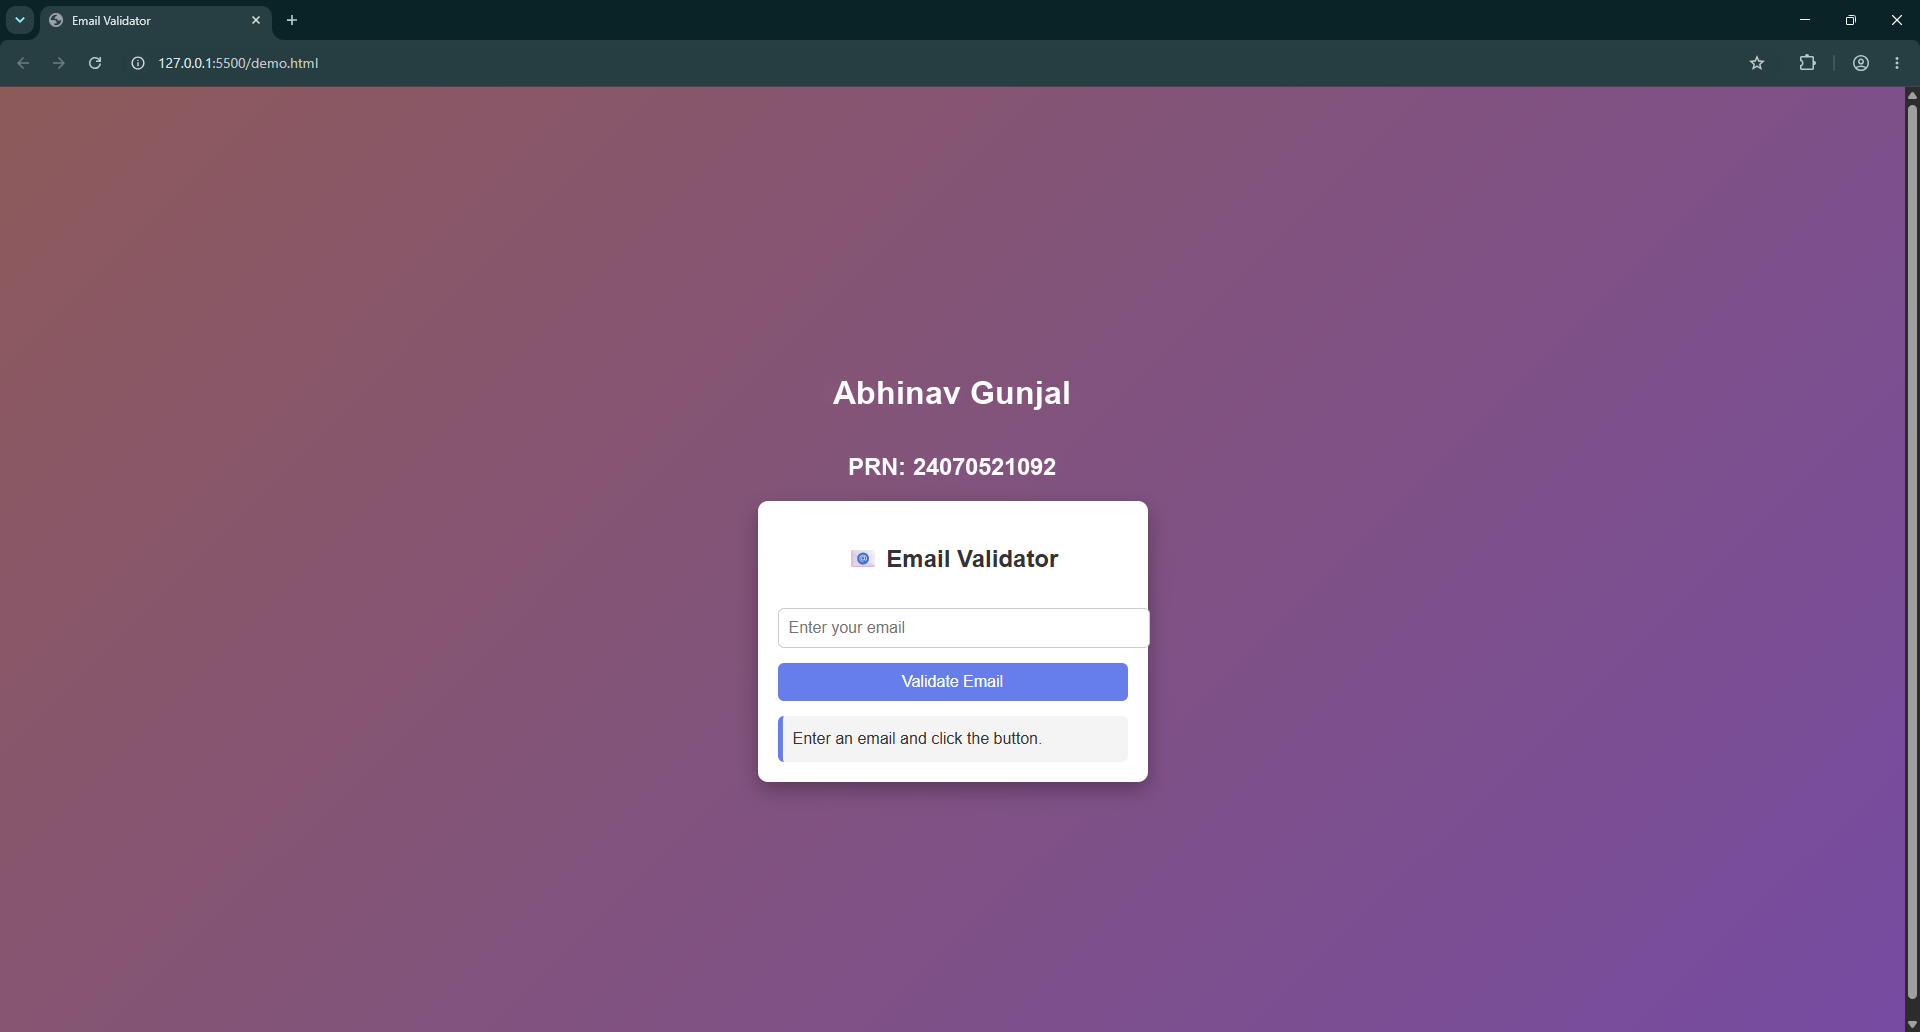 Email Validator
127.0.0.1:5500/demo.html
Abhinav Gunjal
PRN: 24070521092
Email Validator
Enter your email
Validate Email
Enter an email and click the button.